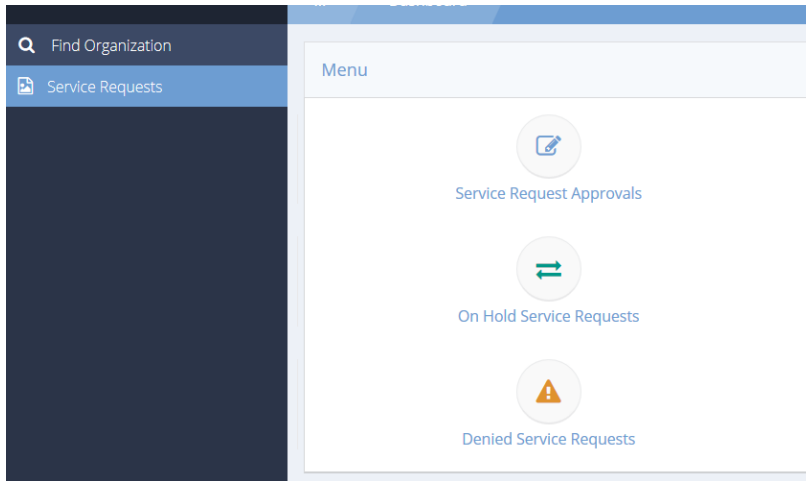 Find Organization
Service Requests
Menu
Service Request Approvals
On Hold Service Requests
Denied Service Requests